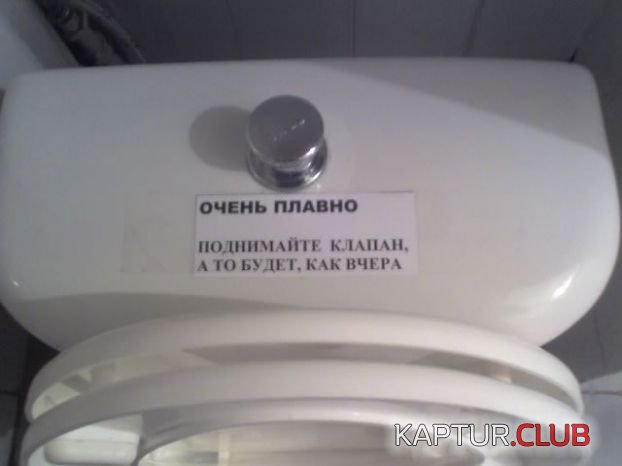 ОЧЕНЬ ПЛАВНО
ПОДНИМАЙТЕ КЛАПАН,
А ТО БУДЕТ, КАК ВЧЕРА
KAPTUR.CLUB